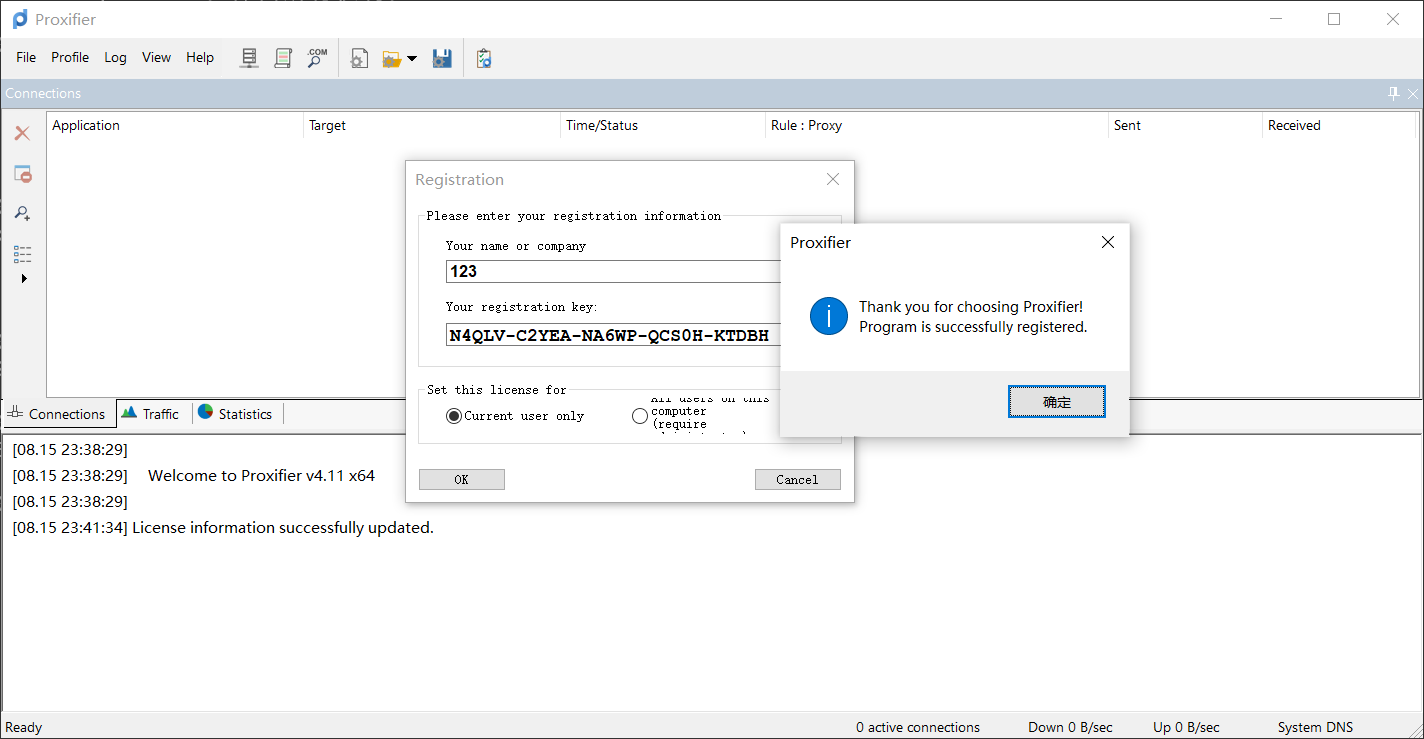 Proxifier
File Profile Log View Help .COM
Connections
Application Target Time/Status Rule : Proxy Sent Received
Registration
Please enter your registration information
Your name or company
123
Your registration key:
N4QLV-C2YEA-NA6WP-QCS0H-KTDBH
Set this license for
Current user only
All users on this
computer
(require
OK Cancel
Proxifier
Thank you for choosing Proxifier!
Program is successfully registered.
确定
Connections Traffic Statistics
[08.15 23:38:29]
[08.15 23:38:29] Welcome to Proxifier v4.11 x64
[08.15 23:38:29]
[08.15 23:41:34] License information successfully updated.
Ready 0 active connections Down 0 B/sec Up 0 B/sec System DNS